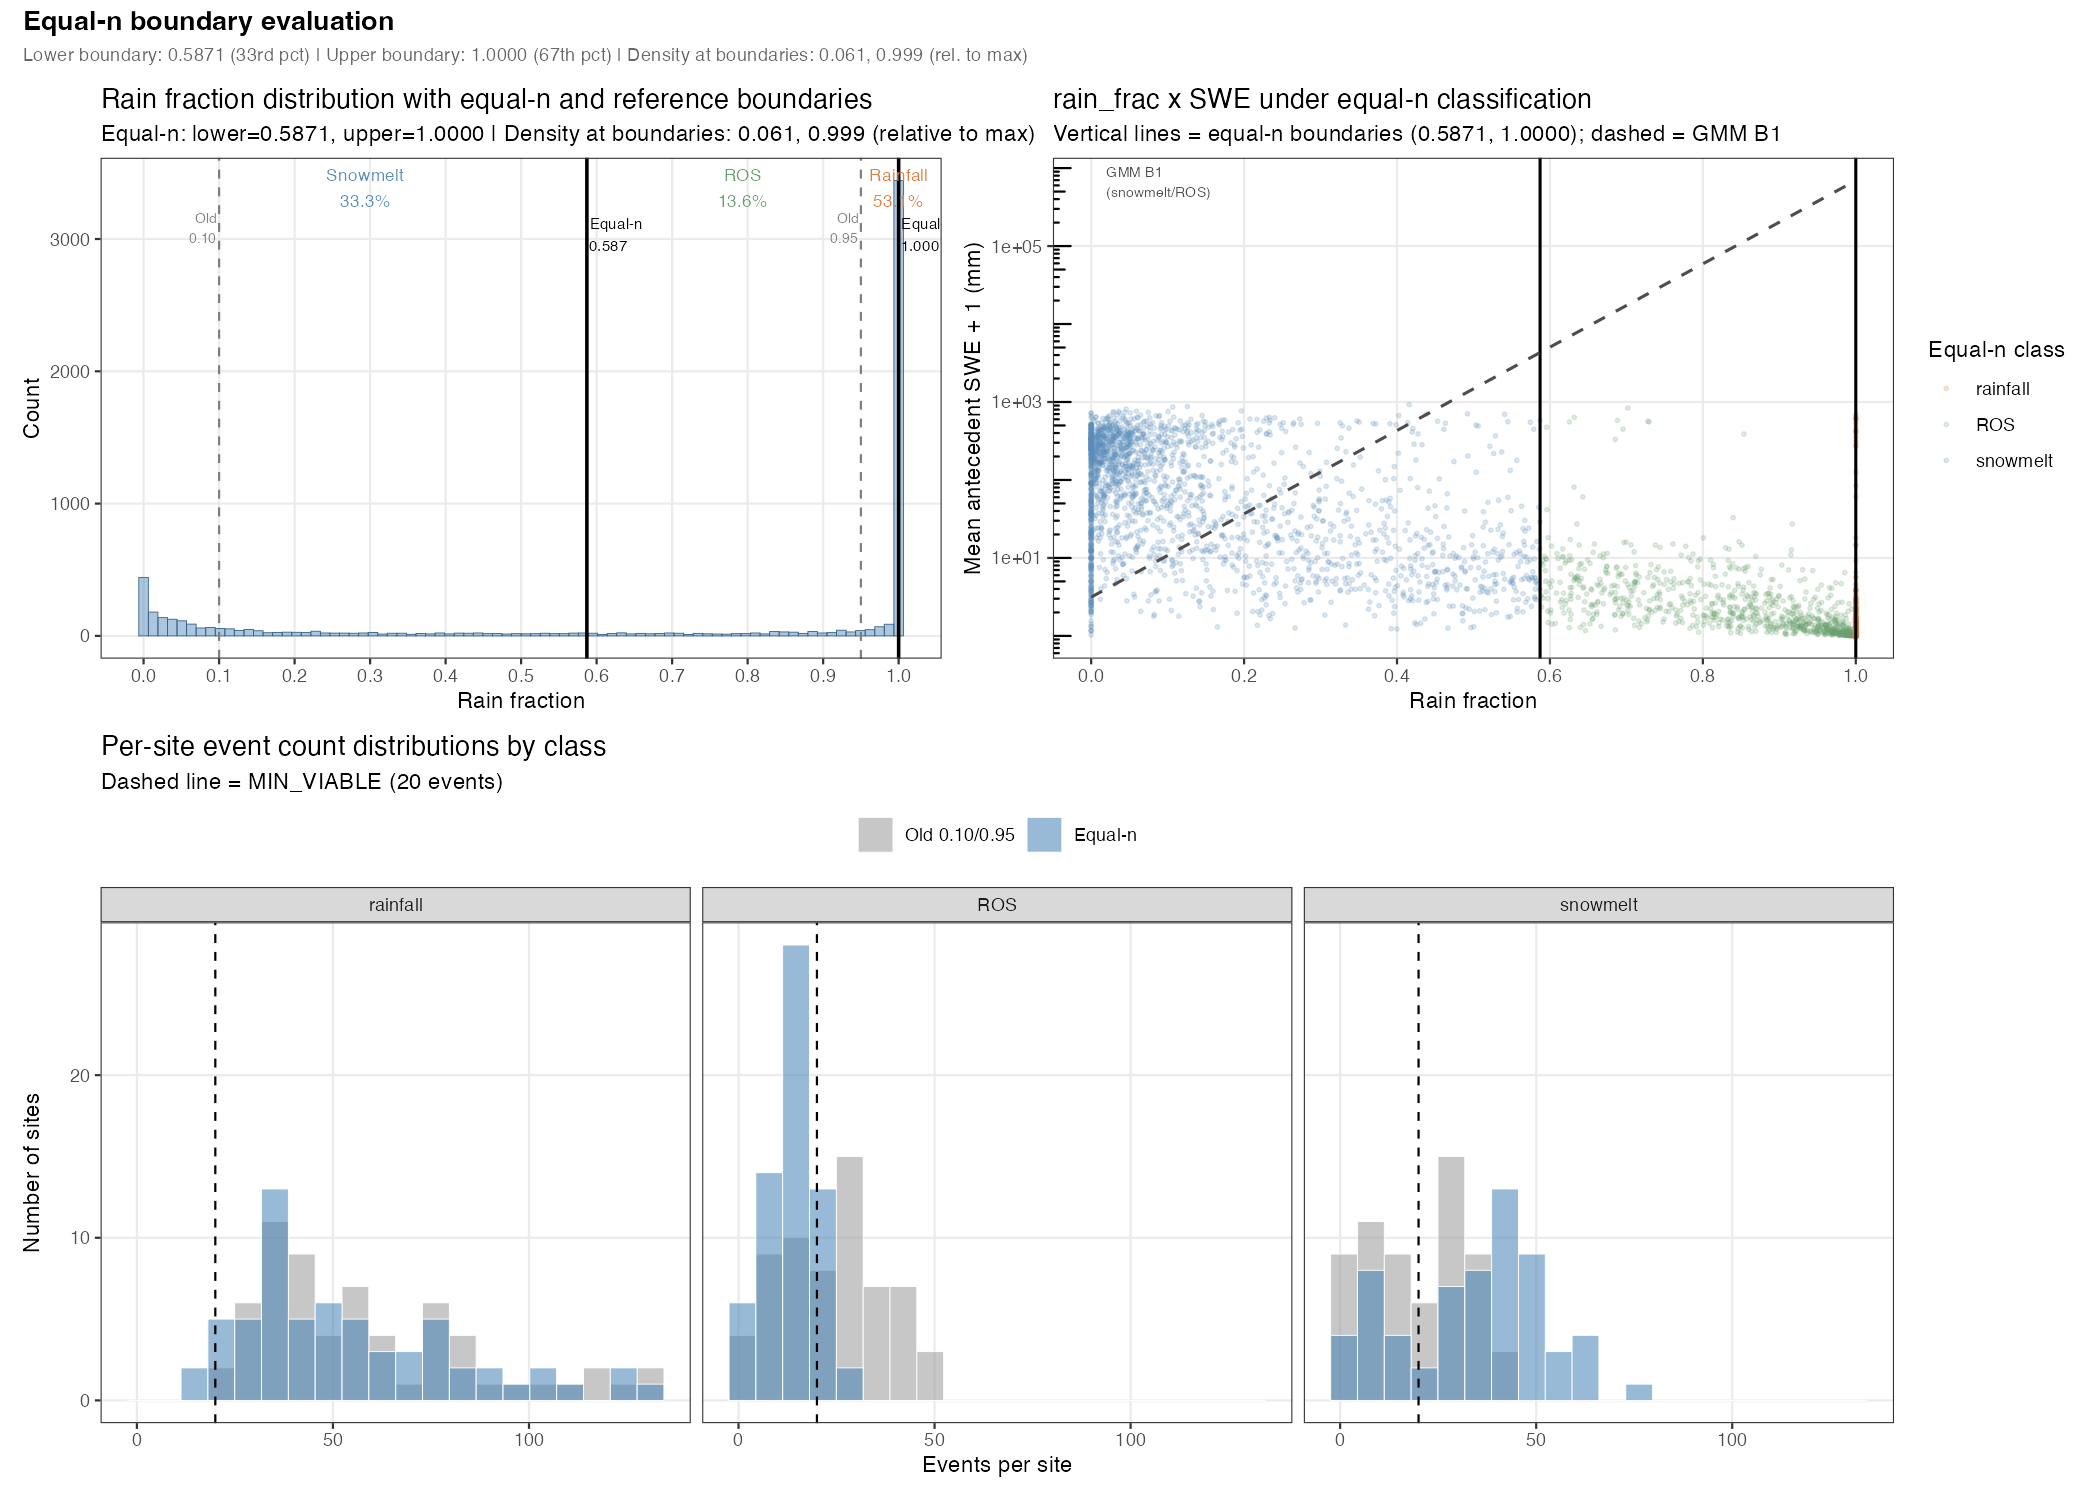 Equal-n boundary evaluation
Lower boundary: 0.5871 (33rd pct) | Upper boundary: 1.0000 (67th pct) | Density at boundaries: 0.061, 0.999 (rel. to max)
Rain fraction distribution with equal-n and reference boundaries
Equal-n: lower=0.5871, upper=1.0000 | Density at boundaries: 0.061, 0.999 (relative to max)
Snowmelt
33.3%
ROS
13.6%
Rainfall
53.1%
Old
0.10
Equal-n
0.587
Old
0.95
Equal
1.000
Count
3000
2000
1000
0
0.0 0.1 0.2 0.3 0.4 0.5 0.6 0.7 0.8 0.9 1.0
Rain fraction
rain_frac x SWE under equal-n classification
Vertical lines = equal-n boundaries (0.5871, 1.0000); dashed = GMM B1
GMM B1
(snowmelt/ROS)
Mean antecedent SWE + 1 (mm)
1e+05
1e+03
1e+01
0.0 0.2 0.4 0.6 0.8 1.0
Rain fraction
Equal-n class
rainfall
ROS
snowmelt
Per-site event count distributions by class
Dashed line = MIN_VIABLE (20 events)
Old 0.10/0.95 Equal-n
rainfall ROS snowmelt
Number of sites
20
10
0
0 50 100 0 50 100 0 50 100
Events per site